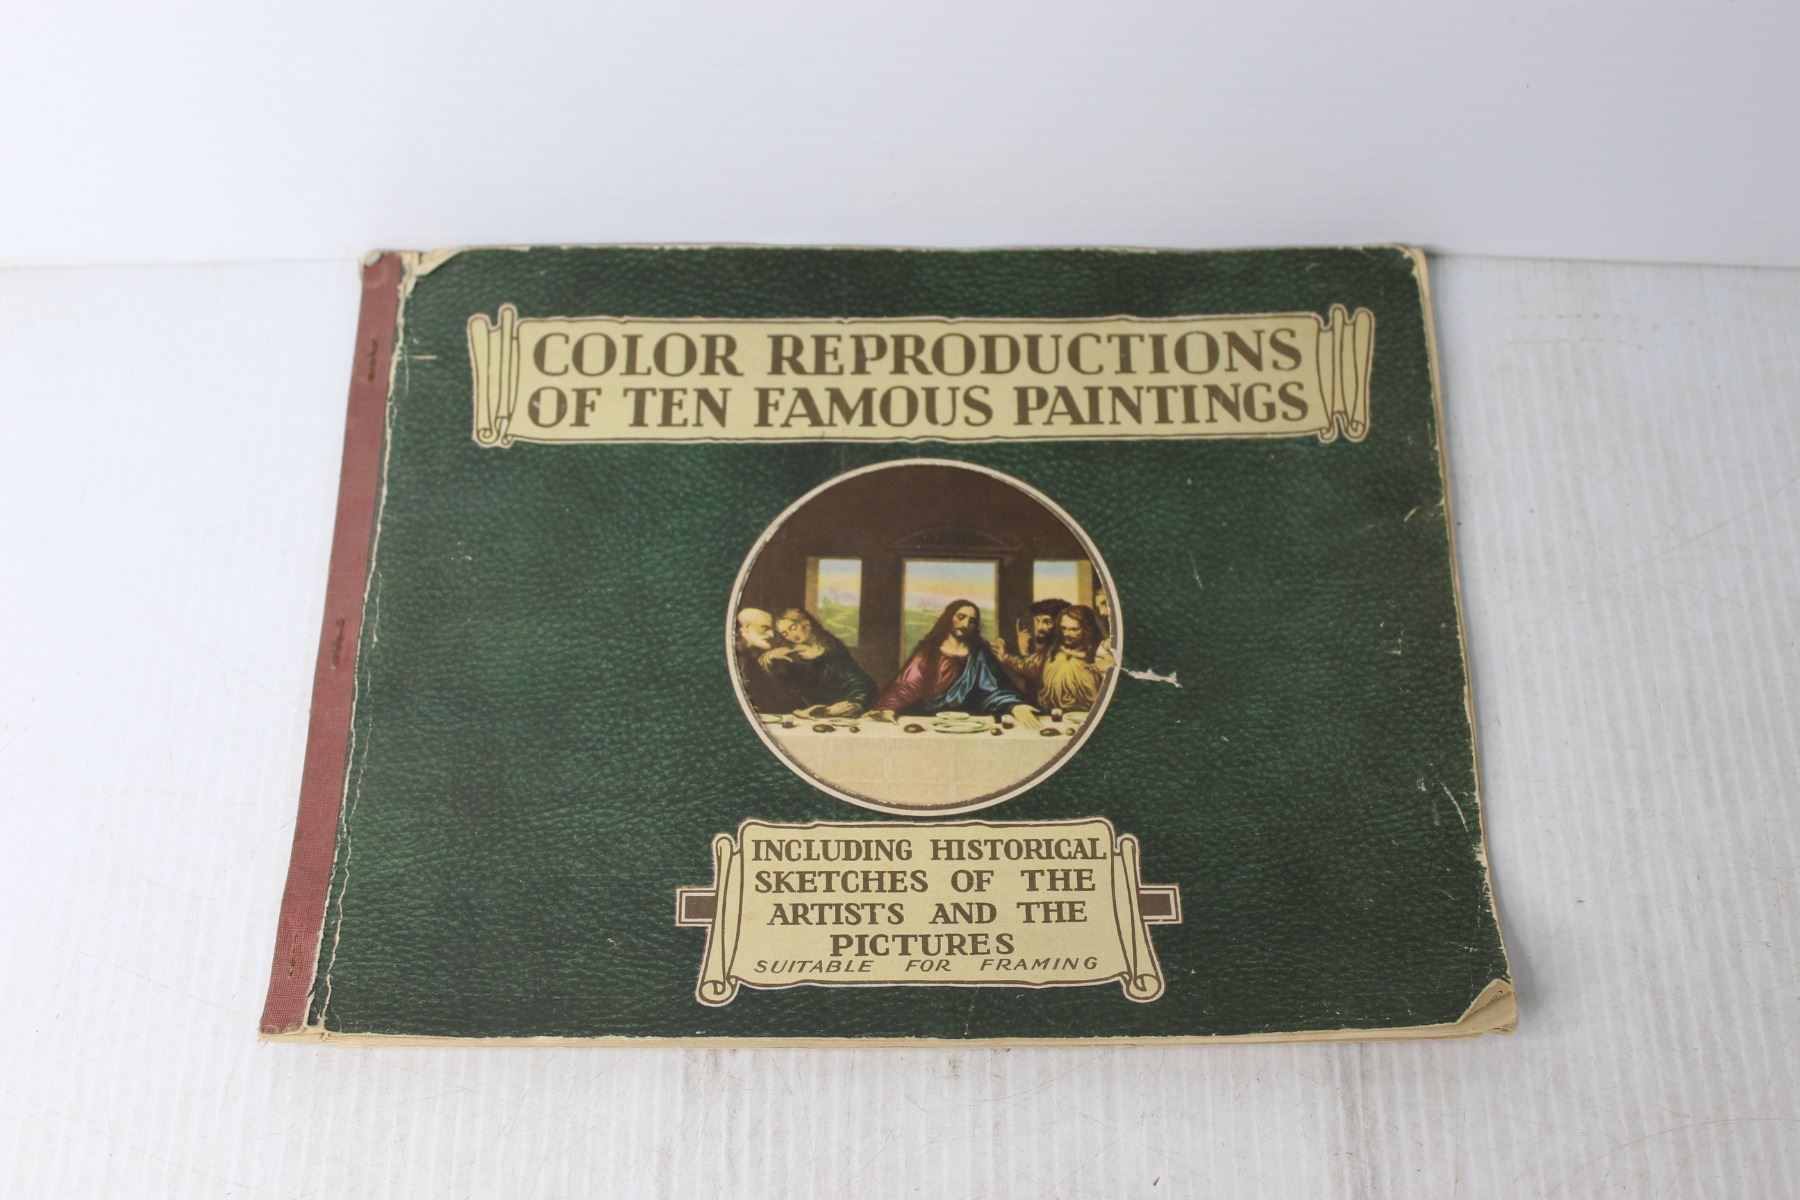 COLOR REPRODUCTIONS
OF TEN FAMOUS PAINTINGS
INCLUDING HISTORICAL
SKETCHES OF THE
ARTISTS AND THE
PICTURES
SUITABLE FOR FRAMING